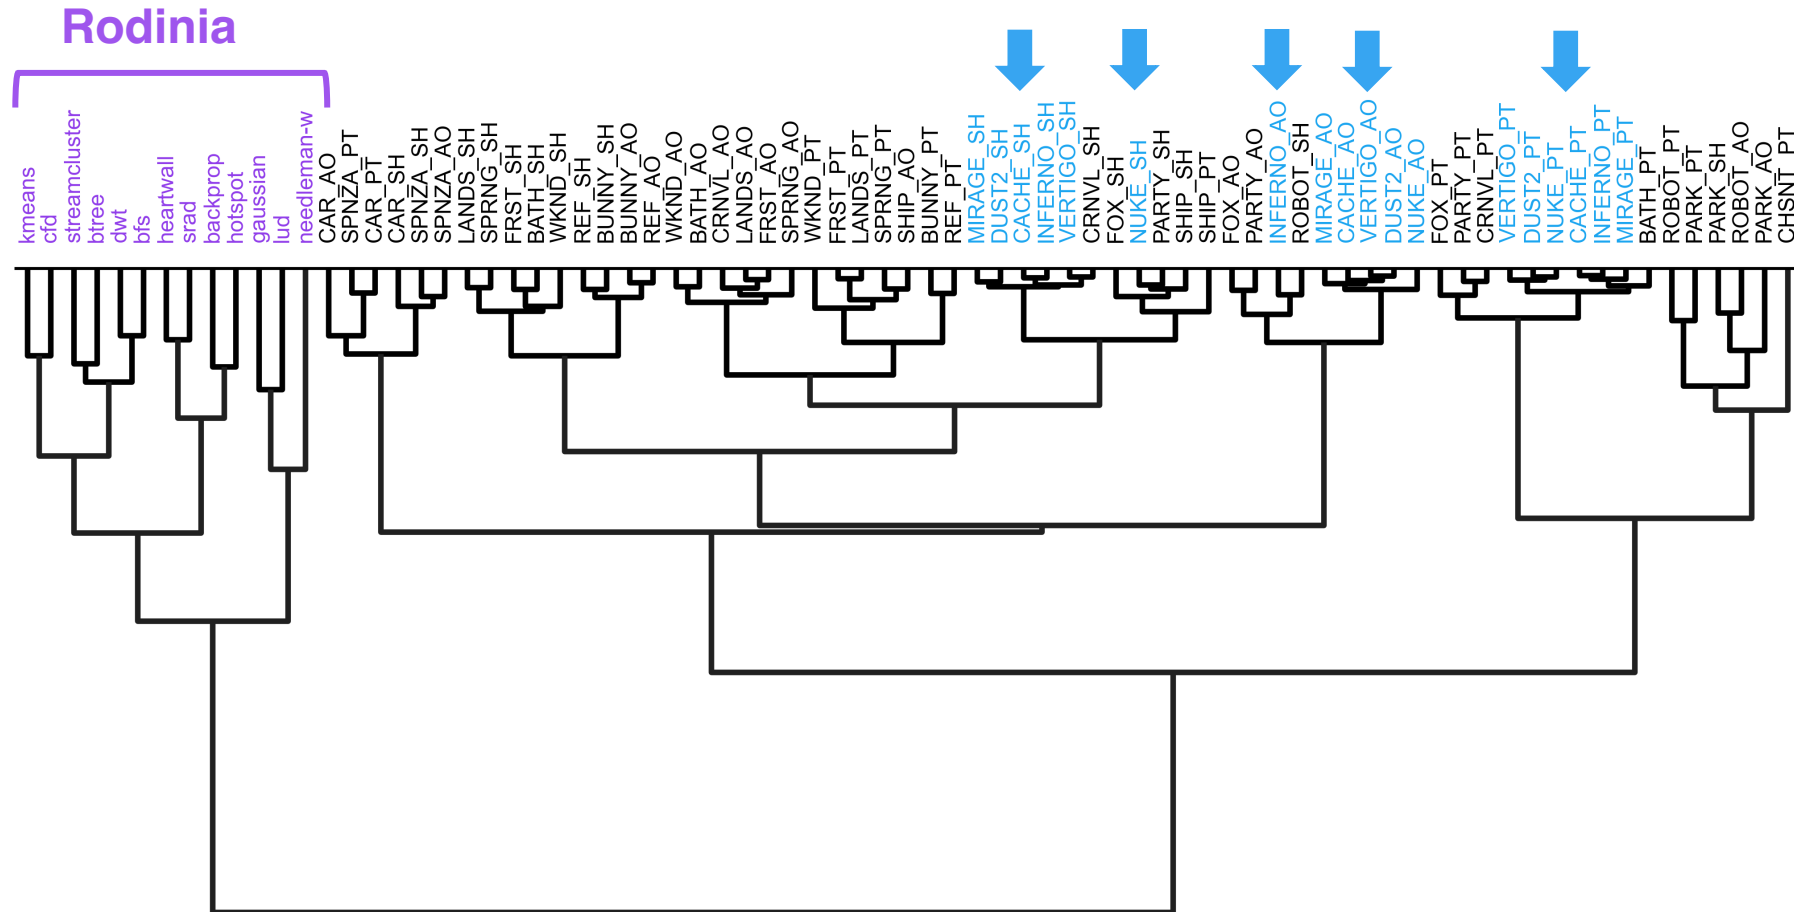 Rodinia
kmeans
cfd
streamcluster
btree
dwt
bfs
heartwall
srad
backprop
hotspot
gaussian
lud
needleman-w
CAR_AO
SPNZA_PT
CAR_PT
CAR_SH
SPNZA_SH
SPNZA_AO
LANDS_SH
SPRNG_SH
FRST_SH
BATH_SH
WKND_SH
REF_SH
BUNNY_SH
BUNNY_AO
REF_AO
WKND_AO
BATH_AO
CRNVL_AO
LANDS_AO
FRST_AO
SPRNG_AO
WKND_PT
FRST_PT
LANDS_PT
SPRNG_PT
SHIP_AO
BUNNY_PT
REF_PT
MIRAGE_SH
DUST2_SH
CACHE_SH
INFERNO_SH
VERTIGO_SH
CRNVL_SH
FOX_SH
NUKE_SH
PARTY_SH
SHIP_SH
SHIP_PT
FOX_AO
PARTY_AO
INFERNO_AO
ROBOT_SH
MIRAGE_AO
CACHE_AO
VERTIGO_AO
DUST2_AO
NUKE_AO
FOX_PT
PARTY_PT
CRNVL_PT
VERTIGO_PT
DUST2_PT
NUKE_PT
CACHE_PT
INFERNO_PT
MIRAGE_PT
BATH_PT
ROBOT_PT
PARK_PT
PARK_SH
ROBOT_AO
PARK_AO
CHSNT_PT